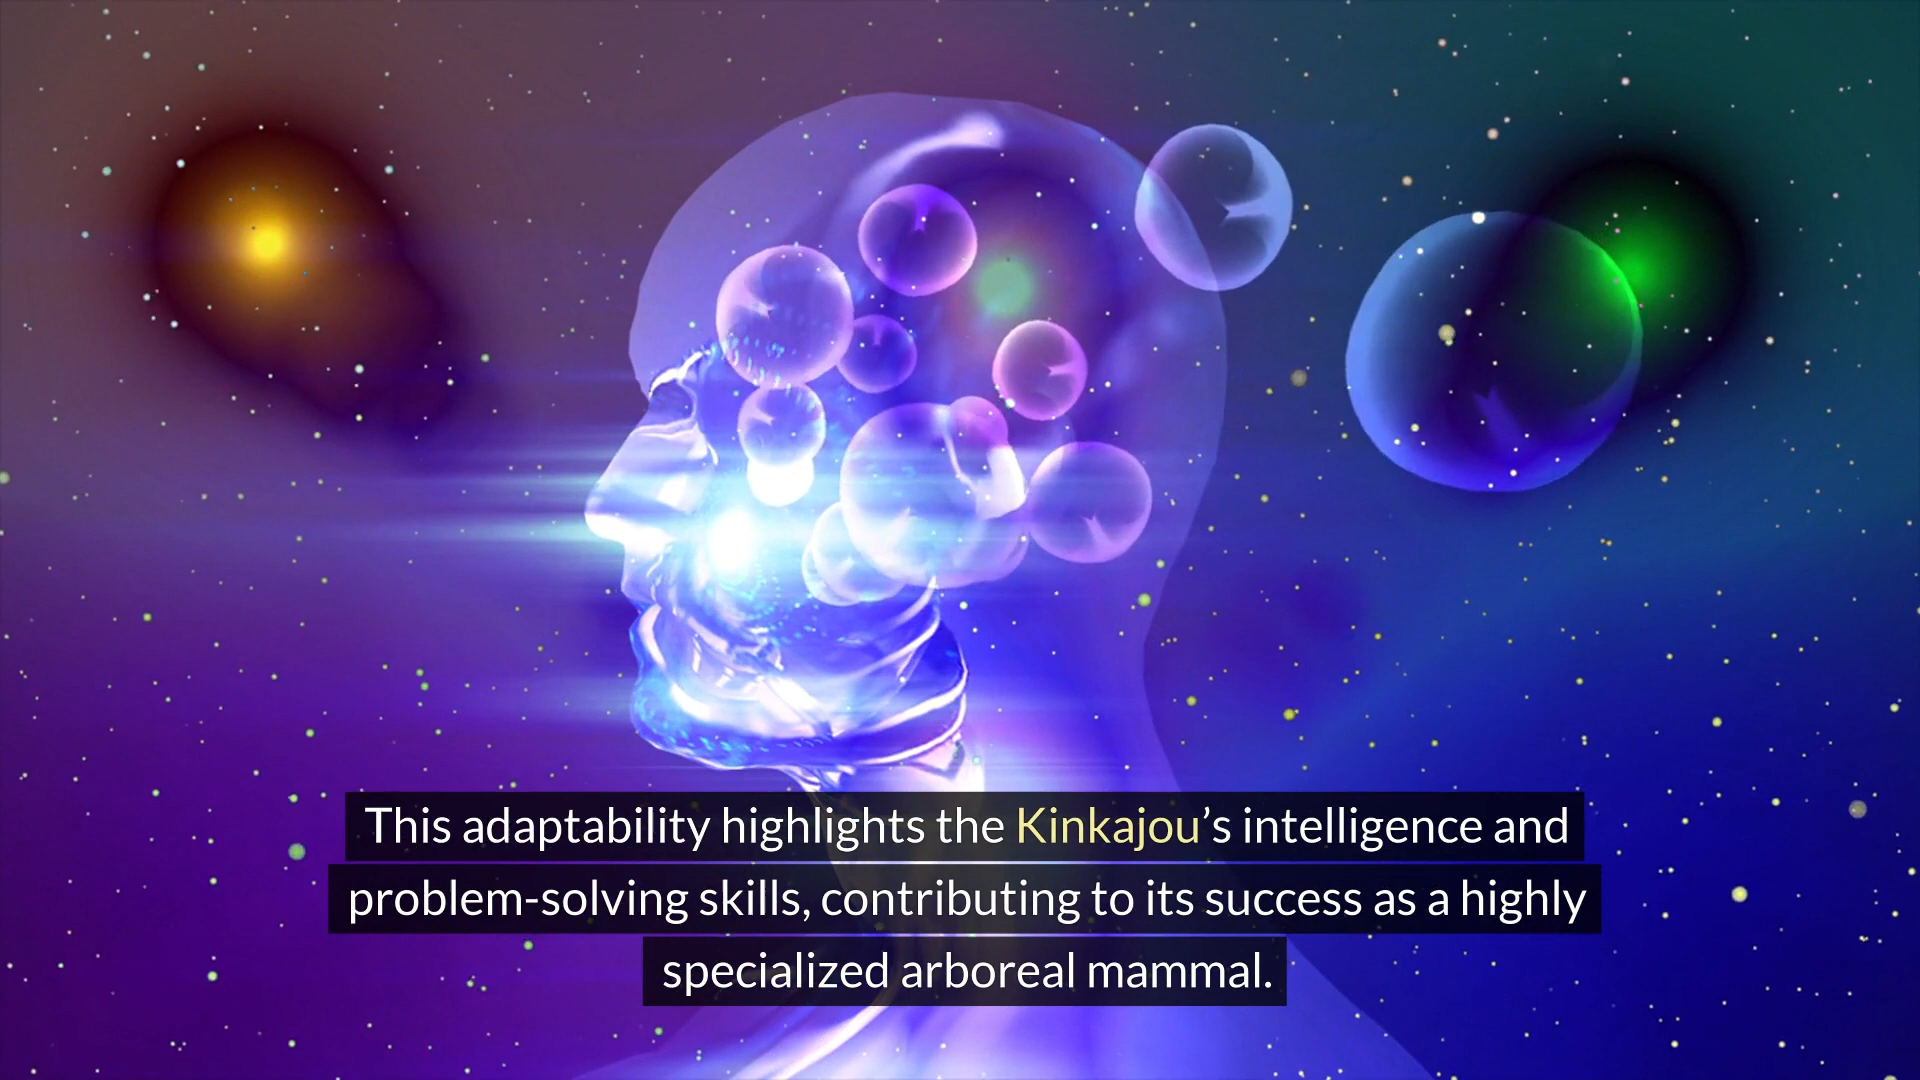 This adaptability highlights the Kinkajou’s intelligence and
problem-solving skills, contributing to its success as a highly
specialized arboreal mammal.